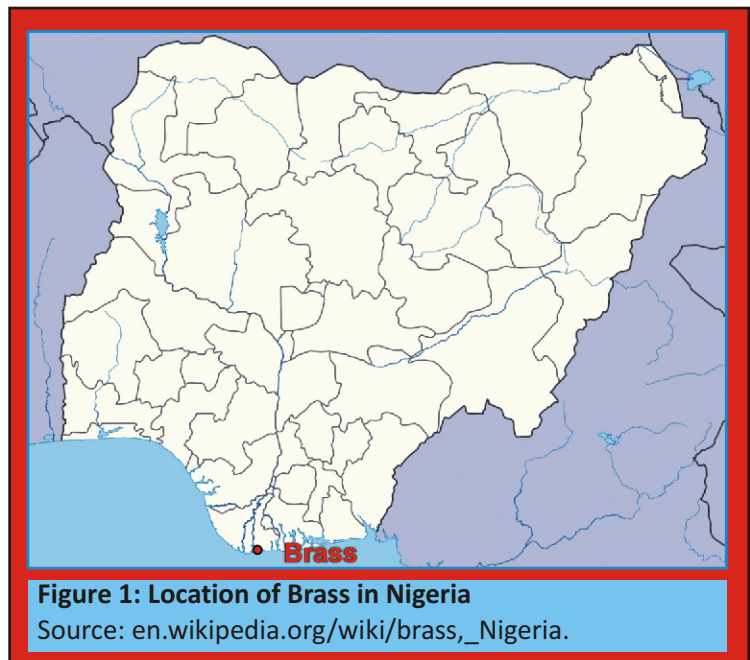 Brass
Figure 1: Location of Brass in Nigeria
Source: en.wikipedia.org/wiki/brass,_Nigeria.